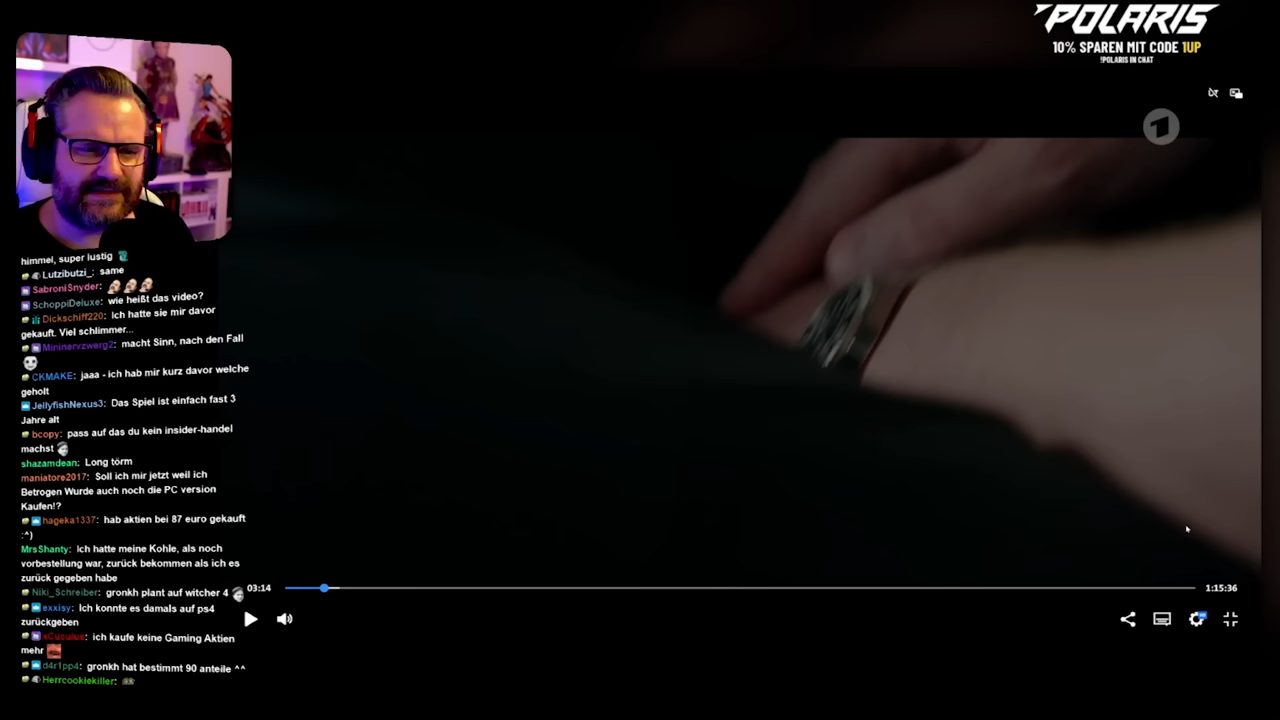 POLARIS
10% SPAREN MIT CODE 1UP
!POLARIS IN CHAT
1
himmel, super lustig
Lutzibutzi_: same
SabroniSnyder:
SchoppiDeluxe: wie heißt das video?
Dickschiff220: Ich hatte sie mir davor
gekauft. Viel schlimmer...
Mininervzwerg2: macht Sinn, nach den Fall
CKMAKE: jaaa - ich hab mir kurz davor welche
geholt
JellyfishNexus3: Das Spiel ist einfach fast 3
Jahre alt
bcopy: pass auf das du kein insider-handel
machst
shazamdean: Long törm
maniatore2017: Soll ich mir jetzt weil ich
Betrogen Wurde auch noch die PC version
Kaufen!?
hageka1337: hab aktien bei 87 euro gekauft
:^)
MrsShanty: Ich hatte meine Kohle, als noch
vorbestellung war, zurück bekommen als ich es
zurück gegeben habe
Niki_Schreiber: gronkh plant auf witcher 4
exxisy: Ich konnte es damals auf ps4
zurückgeben
xCuculus: ich kaufe keine Gaming Aktien
mehr
d4r1pp4: gronkh hat bestimmt 90 anteile ^^
Herrcookiekiller:
03:14
1:15:36